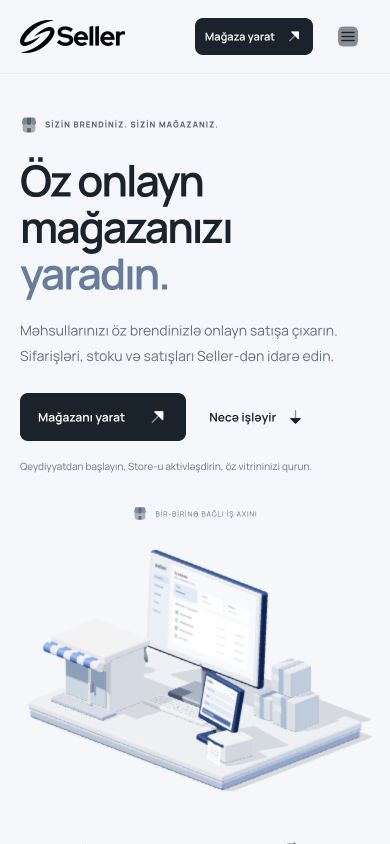 Seller
Mağaza yarat
SİZİN BRENDİNİZ. SİZİN MAĞAZANIZ.
Öz onlayn
mağazanızı
yaradın.
Məhsullarınızı öz brendinizlə onlayn satışa çıxarın.
Sifarişləri, stoku və satışları Seller-dən idarə edin.
Mağazanı yarat
Necə işləyir
Qeydiyyatdan başlayın, Store-u aktivləşdirin, öz vitrininizi qurun.
BİR-BİRİNƏ BAĞLI İŞ AXINI